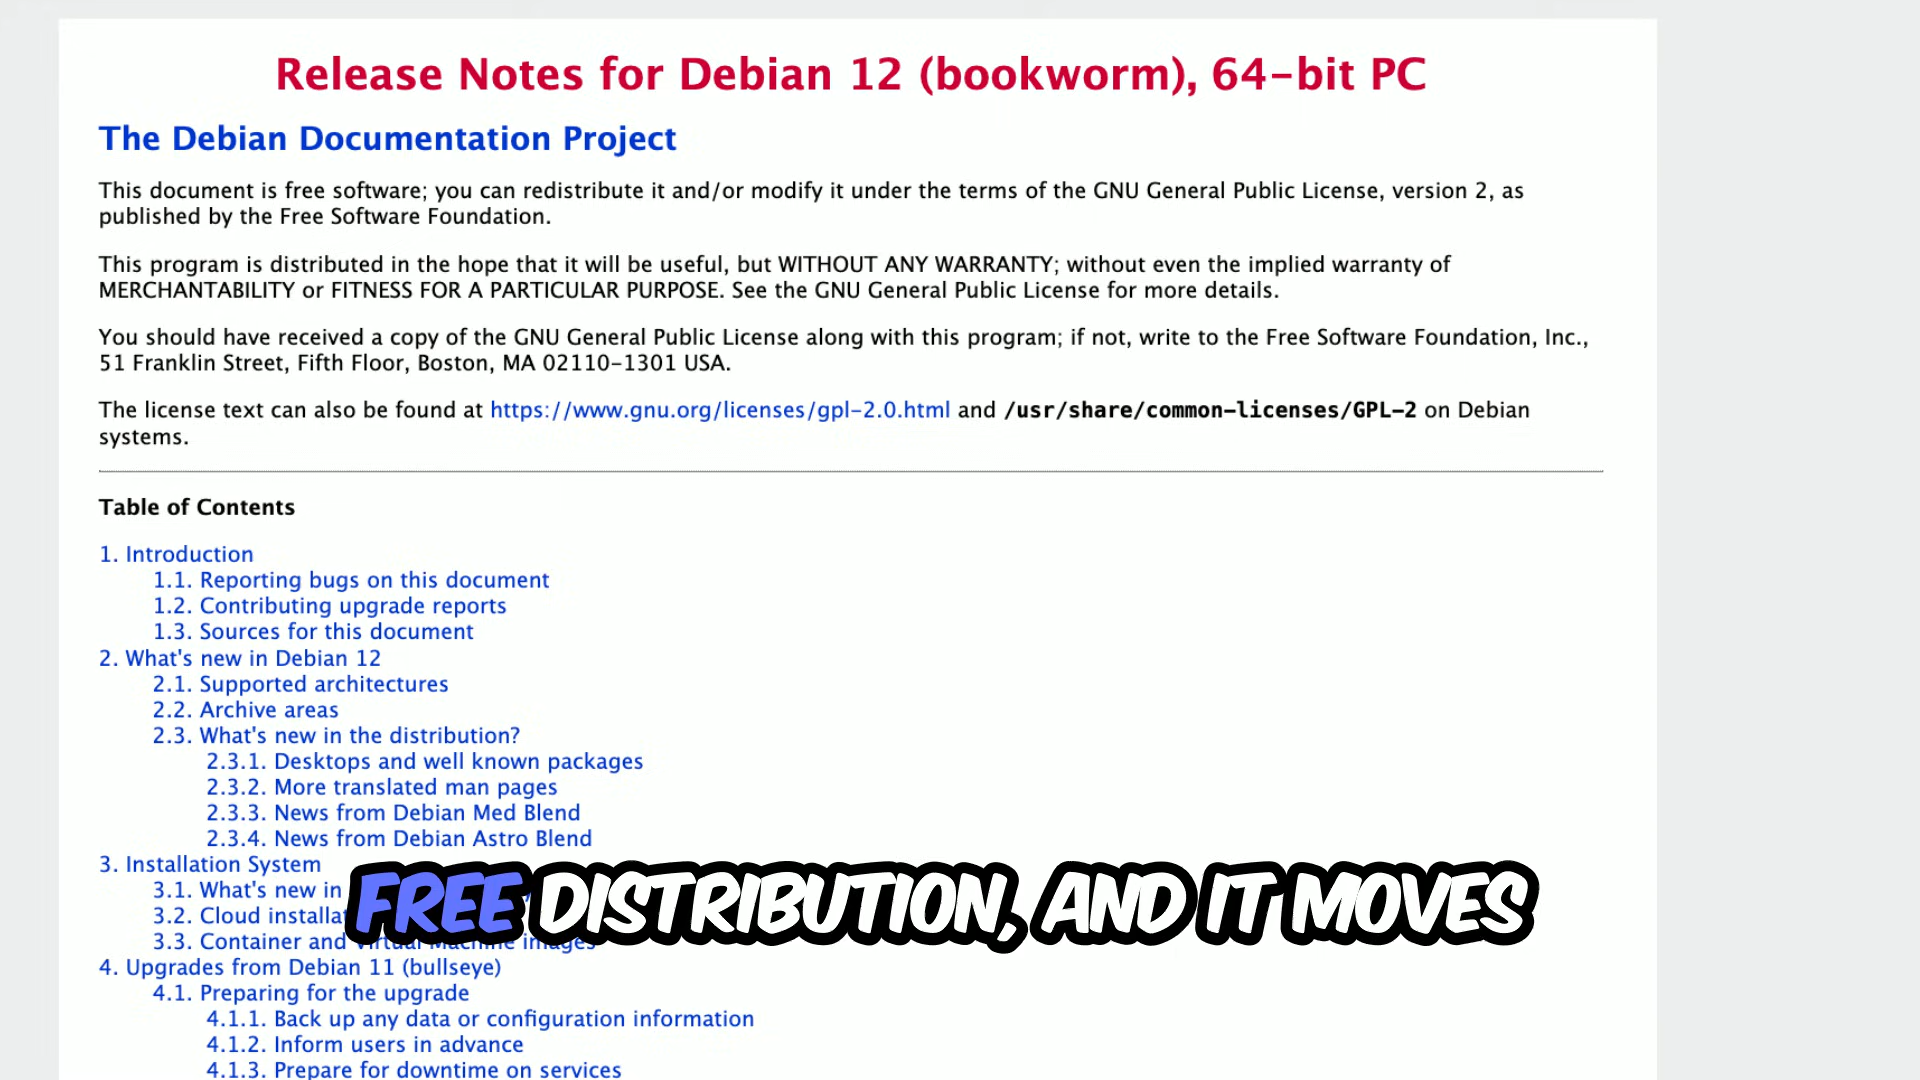 Release Notes for Debian 12 (bookworm), 64-bit PC
The Debian Documentation Project
This document is free software; you can redistribute it and/or modify it under the terms of the GNU General Public License, version 2, as
published by the Free Software Foundation.
This program is distributed in the hope that it will be useful, but WITHOUT ANY WARRANTY; without even the implied warranty of
MERCHANTABILITY or FITNESS FOR A PARTICULAR PURPOSE. See the GNU General Public License for more details.
You should have received a copy of the GNU General Public License along with this program; if not, write to the Free Software Foundation, Inc.,
51 Franklin Street, Fifth Floor, Boston, MA 02110-1301 USA.
The license text can also be found at https://www.gnu.org/licenses/gpl-2.0.html and /usr/share/common-licenses/GPL-2 on Debian
systems.
Table of Contents
1. Introduction
1.1. Reporting bugs on this document
1.2. Contributing upgrade reports
1.3. Sources for this document
2. What's new in Debian 12
2.1. Supported architectures
2.2. Archive areas
2.3. What's new in the distribution?
2.3.1. Desktops and well known packages
2.3.2. More translated man pages
2.3.3. News from Debian Med Blend
2.3.4. News from Debian Astro Blend
3. Installation System
3.1. What's new in
3.2. Cloud
3.3. Container and Virtual Machine images
FREE DISTRIBUTION, AND IT MOVES
4. Upgrades from Debian 11 (bullseye)
4.1. Preparing for the upgrade
4.1.1. Back up any data or configuration information
4.1.2. Inform users in advance
4.1.3. Prepare for downtime on services